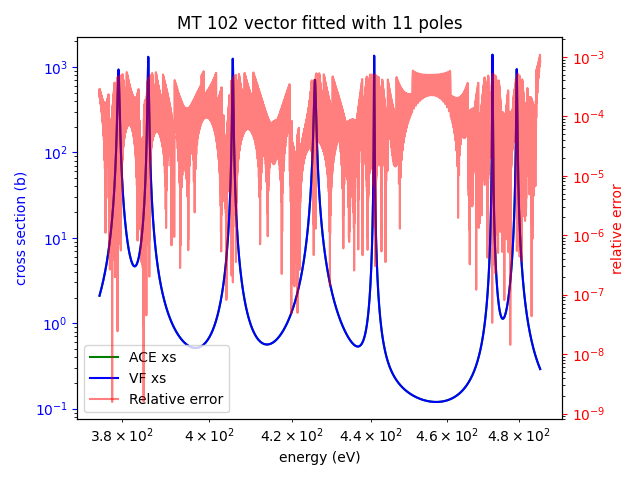 MT 102 vector fitted with 11 poles
10³
10²
10¹
10⁰
10⁻¹
cross section (b)
10⁻³
10⁻⁴
10⁻⁵
10⁻⁶
10⁻⁷
10⁻⁸
10⁻⁹
relative error
ACE xs
VF xs
Relative error
3.8 × 10² 4 × 10² 4.2 × 10² 4.4 × 10² 4.6 × 10² 4.8 × 10²
energy (eV)